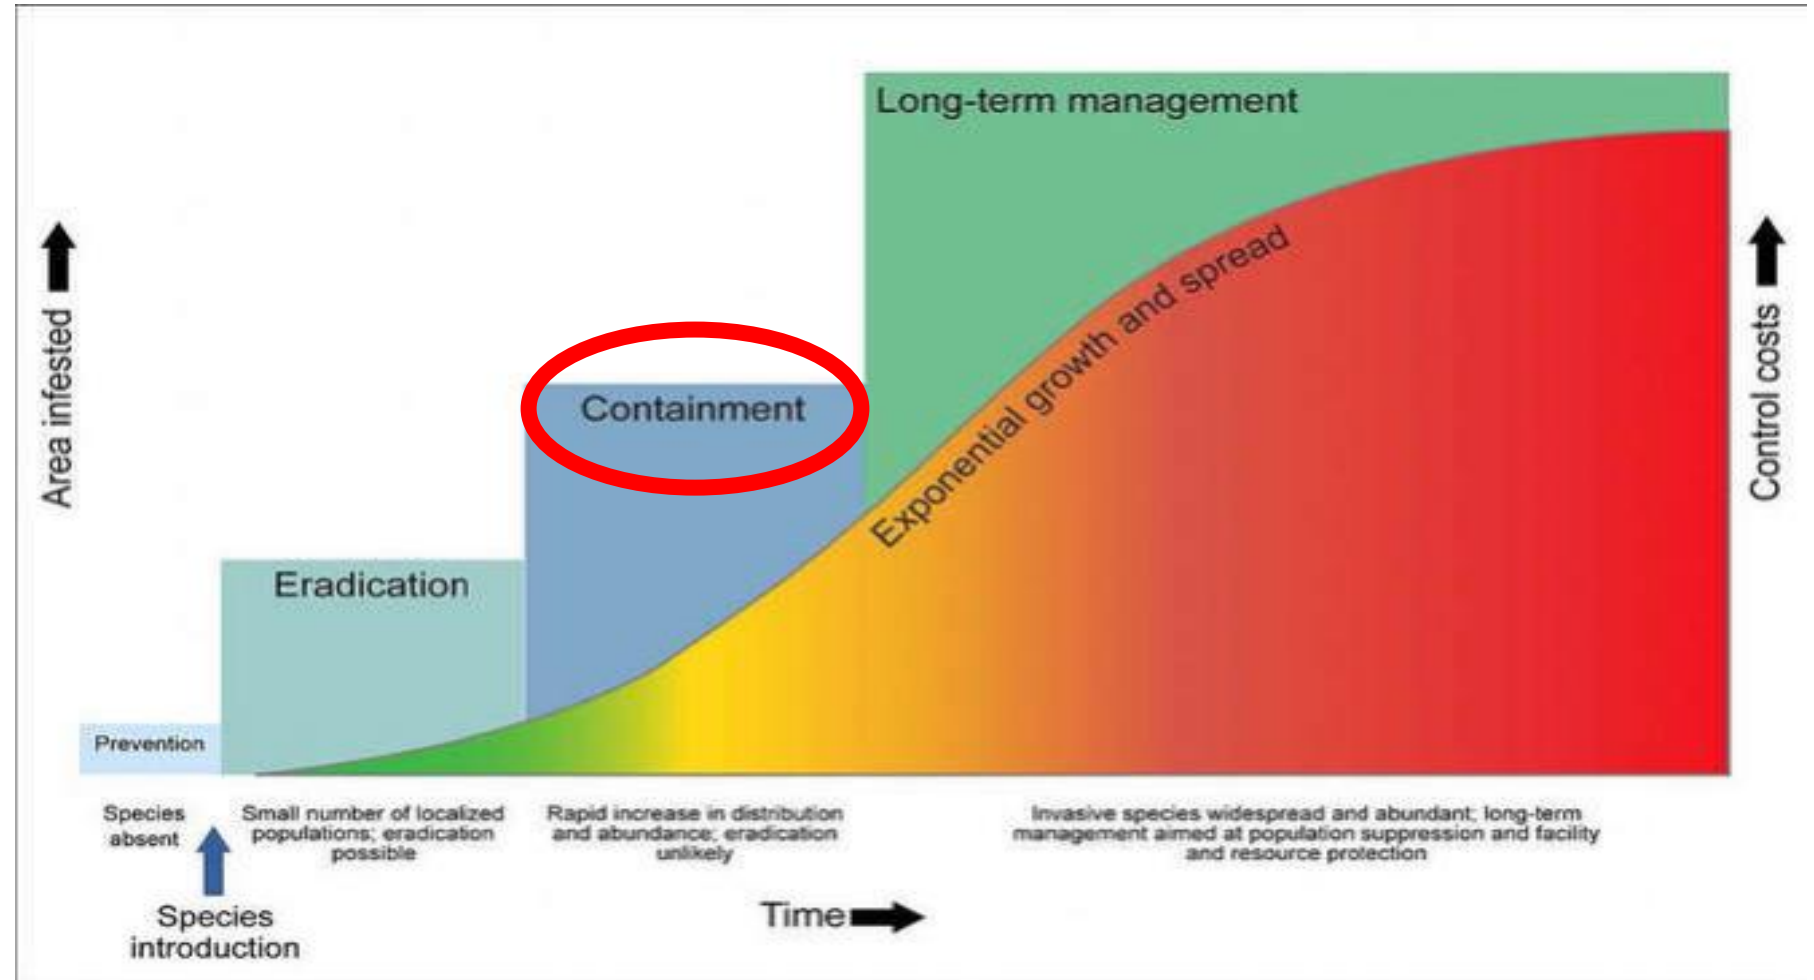 Long-term management
Exponential growth and spread
Containment
Eradication
Prevention
Area infested
Control costs
Species
absent
Small number of localized
populations; eradication
possible
Rapid increase in distribution
and abundance; eradication
unlikely
Invasive species widespread and abundant; long-term
management aimed at population suppression and facility
and resource protection
Species
introduction
Time